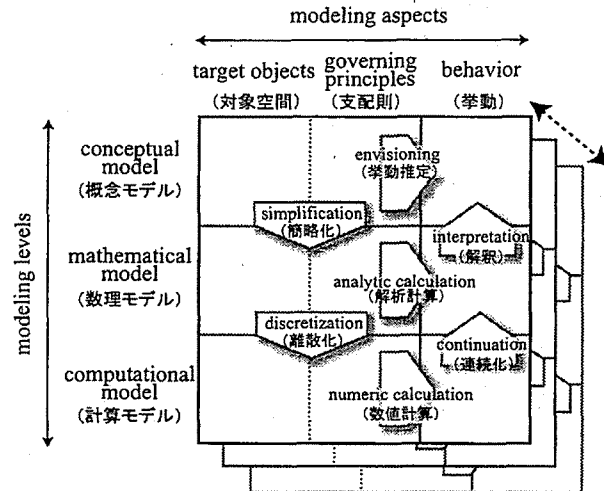 modeling aspects
target objects
(対象空間)
governing
principles
(支配則)
behavior
(挙動)
modeling levels
conceptual
model
(概念モデル)
envisioning
(挙動推定)
simplification
(簡略化)
interpretation
(解釈)
mathematical
model
(数理モデル)
analytic calculation
(解析計算)
discretization
(離散化)
continuation
(連続化)
computational
model
(計算モデル)
numeric calculation
(数値計算)